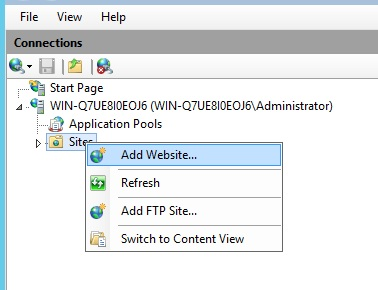 File View Help
Connections
Start Page
WIN-Q7UE8I0EOJ6 (WIN-Q7UE8I0EOJ6\Administrator)
Application Pools
Sites
Add Website...
Refresh
Add FTP Site...
Switch to Content View